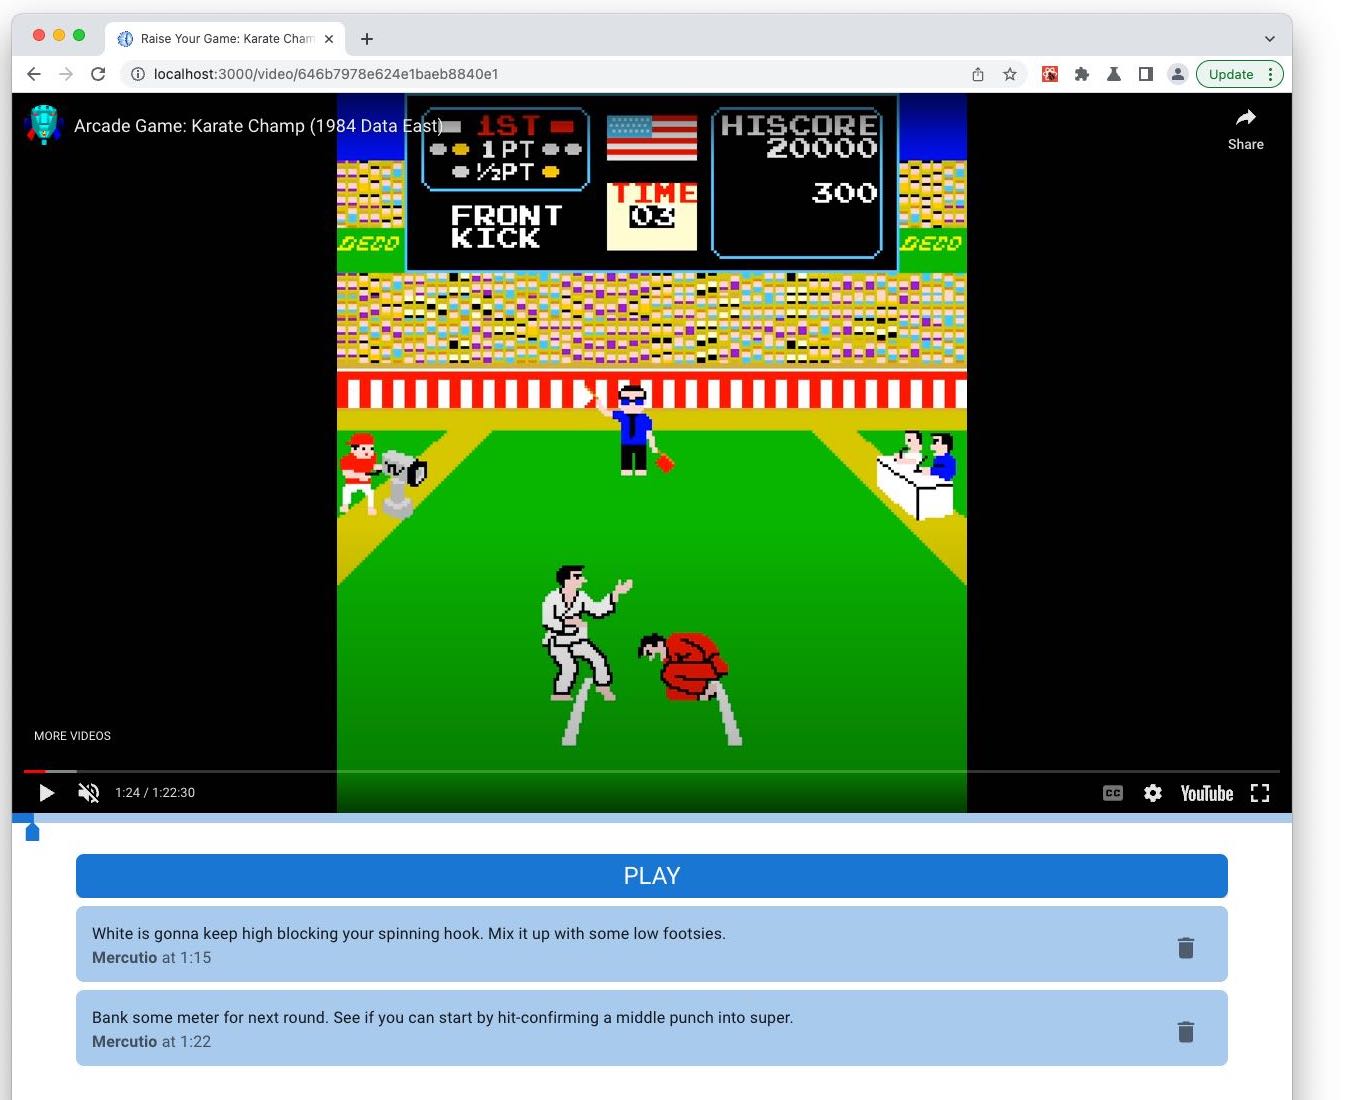 Raise Your Game: Karate Cham
localhost:3000/video/646b7978e624e1baeb8840e1
Update
Arcade Game: Karate Champ (1984 Data East)
Share
1ST
1 PT
½PT
FRONT
KICK
TIME
03
HISCORE
20000
300
DECO
DECO
MORE VIDEOS
1:24 / 1:22:30
CC
YouTube
PLAY
White is gonna keep high blocking your spinning hook. Mix it up with some low footsies.
Mercutio at 1:15
Bank some meter for next round. See if you can start by hit-confirming a middle punch into super.
Mercutio at 1:22